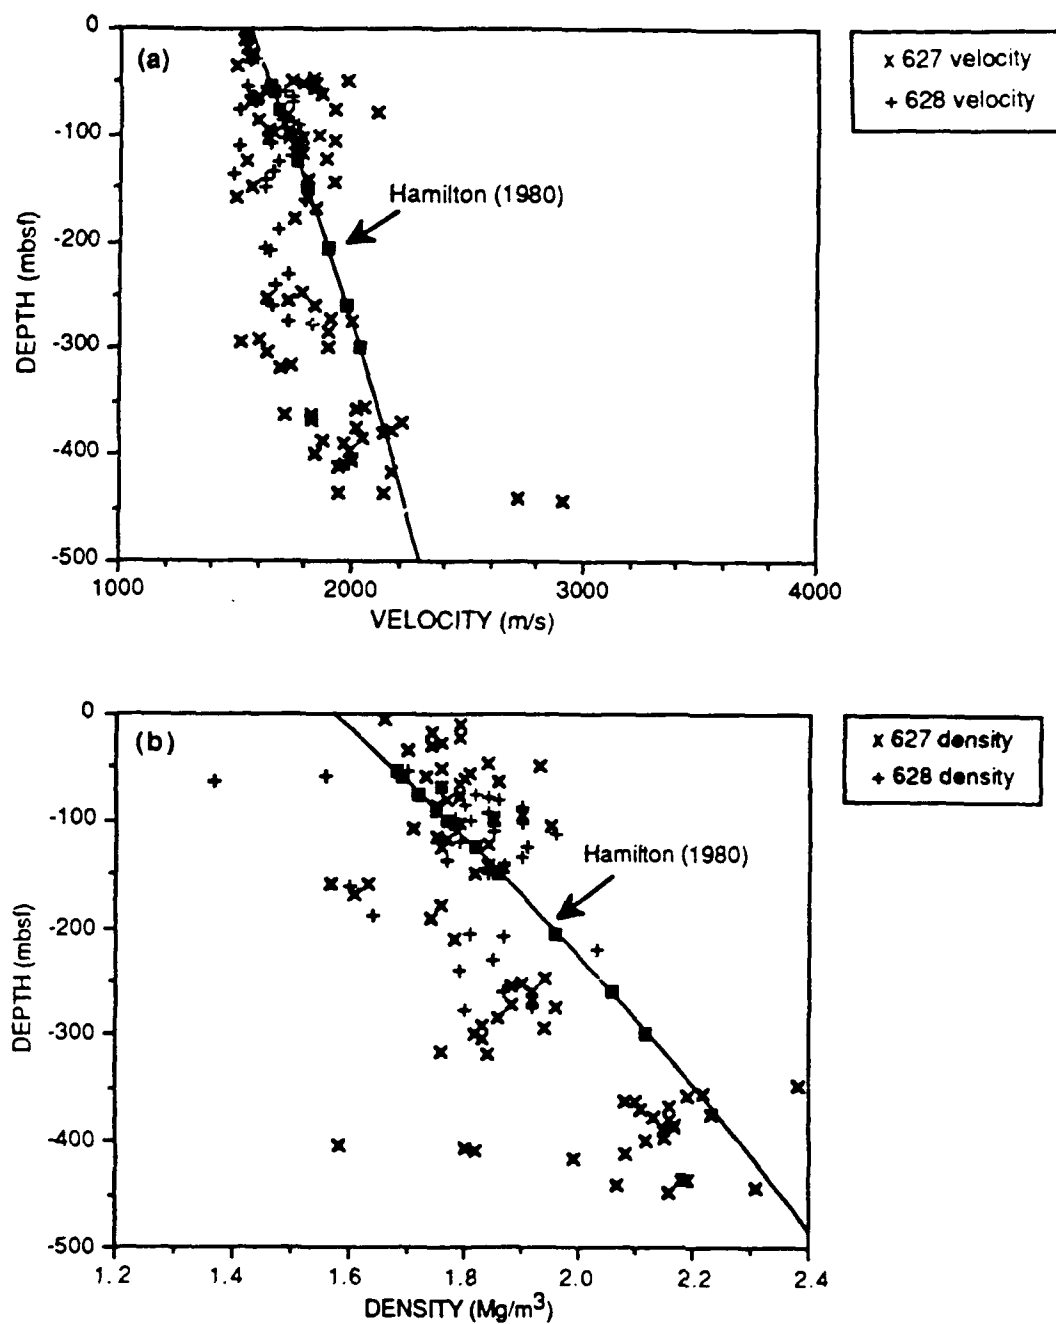 0
(a)
x 627 velocity
+ 628 velocity
-100
Hamilton (1980)
-200
DEPTH (mbsf)
-300
-400
-500
1000
2000
3000
4000
VELOCITY (m/s)
0
(b)
x 627 density
+ 628 density
-100
Hamilton (1980)
-200
DEPTH (mbsf)
-300
-400
-500
1.2
1.4
1.6
1.8
2.0
2.2
2.4
DENSITY (Mg/m³)